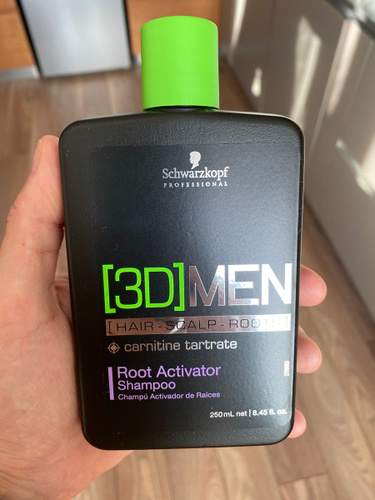 Schwarzkopf
PROFESSIONAL
[3D]MEN
[HAIR - SCALP - ROOTS]
carnitine tartrate
Root Activator
Shampoo
Champú Activador de Raíces
250 mL net | 8.45 fl. oz.